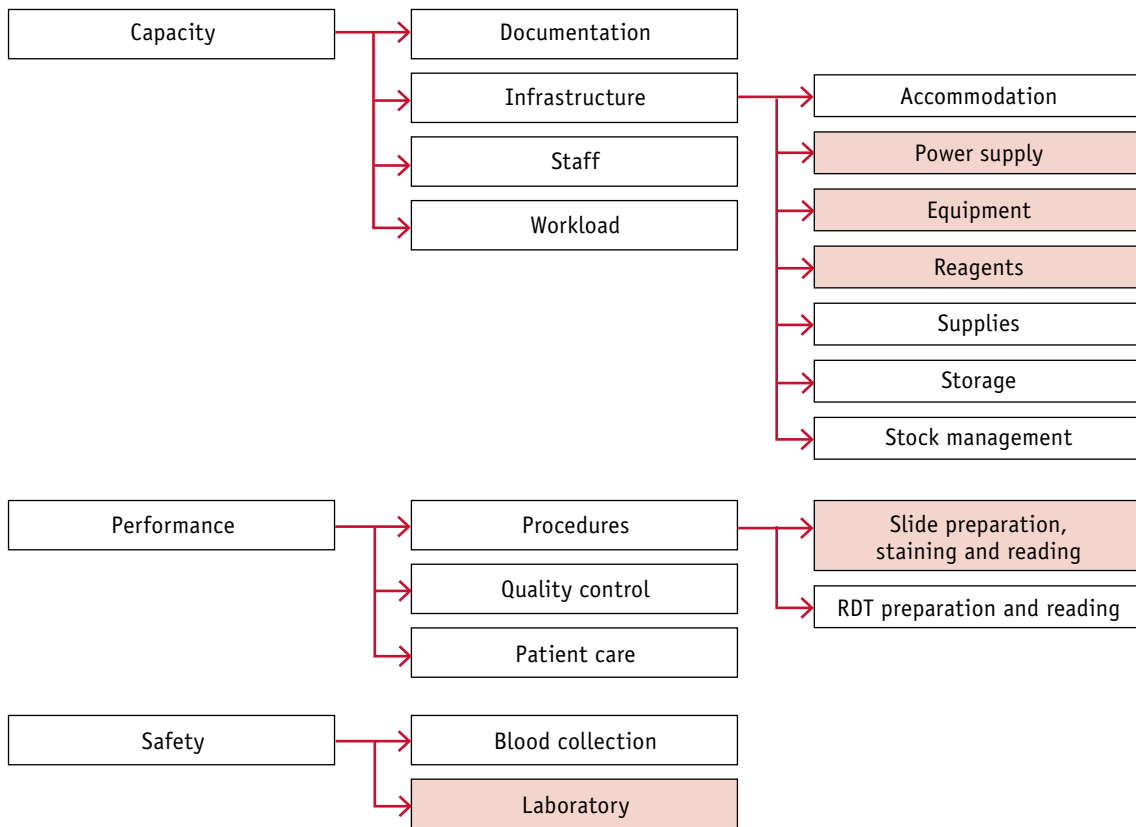 Capacity
Documentation
Infrastructure
Accommodation
Staff
Power supply
Workload
Equipment
Reagents
Supplies
Storage
Stock management
Performance
Procedures
Slide preparation,
staining and reading
Quality control
RDT preparation and reading
Patient care
Safety
Blood collection
Laboratory